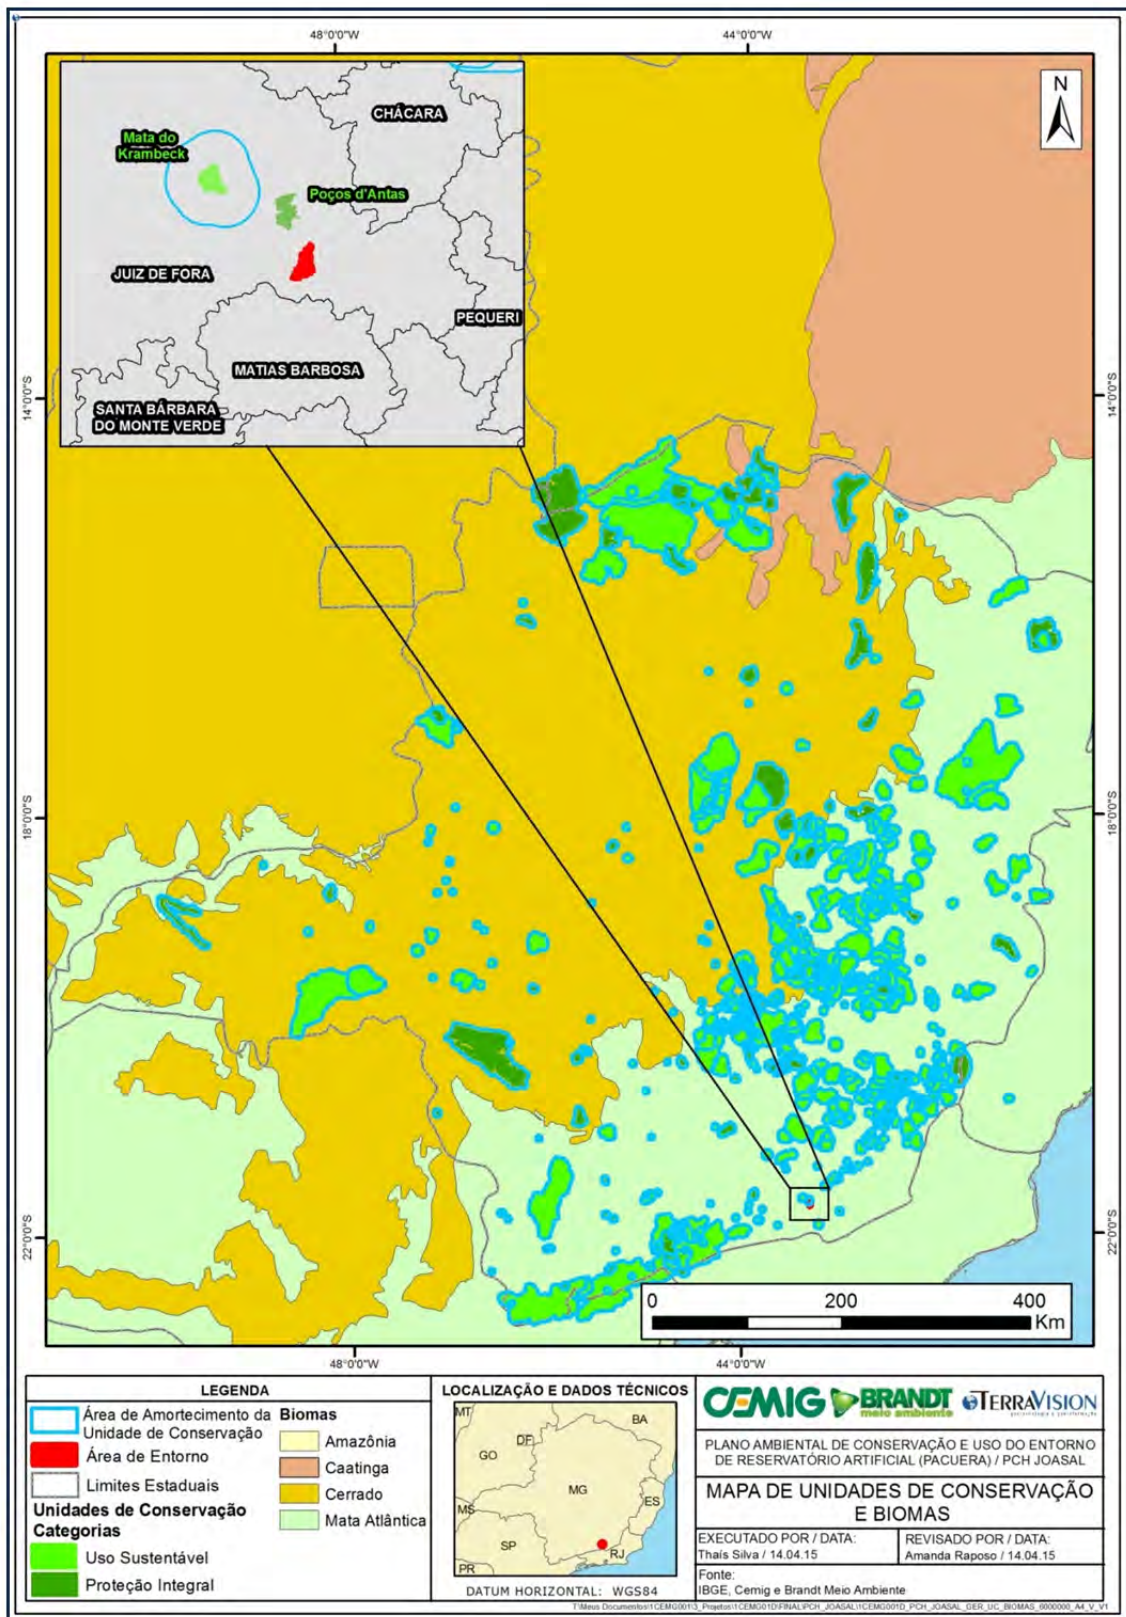 48°0'0"W
44°0'0"W
N
CHÁCARA
Mata do
Krambeck
Poços d'Antas
JUIZ DE FORA
PEQUERI
MATIAS BARBOSA
SANTA BÁRBARA
DO MONTE VERDE
14°0'0"S
14°0'0"S
18°0'0"S
18°0'0"S
22°0'0"S
22°0'0"S
0 200 400
Km
48°0'0"W
44°0'0"W
LEGENDA
Área de Amortecimento da
Unidade de Conservação
Área de Entorno
Limites Estaduais
Unidades de Conservação
Categorias
Uso Sustentável
Proteção Integral
Biomas
Amazônia
Caatinga
Cerrado
Mata Atlântica
LOCALIZAÇÃO E DADOS TÉCNICOS
MT
BA
DF
GO
MG
ES
MS
SP
RJ
PR
DATUM HORIZONTAL: WGS84
CEMIG BRANDT meio ambiente TERRAVISION
PLANO AMBIENTAL DE CONSERVAÇÃO E USO DO ENTORNO
DE RESERVATÓRIO ARTIFICIAL (PACUERA) / PCH JOASAL
MAPA DE UNIDADES DE CONSERVAÇÃO
E BIOMAS
EXECUTADO POR / DATA:
Thaís Silva / 14.04.15
REVISADO POR / DATA:
Amanda Raposo / 14.04.15
Fonte:
IBGE, Cemig e Brandt Meio Ambiente